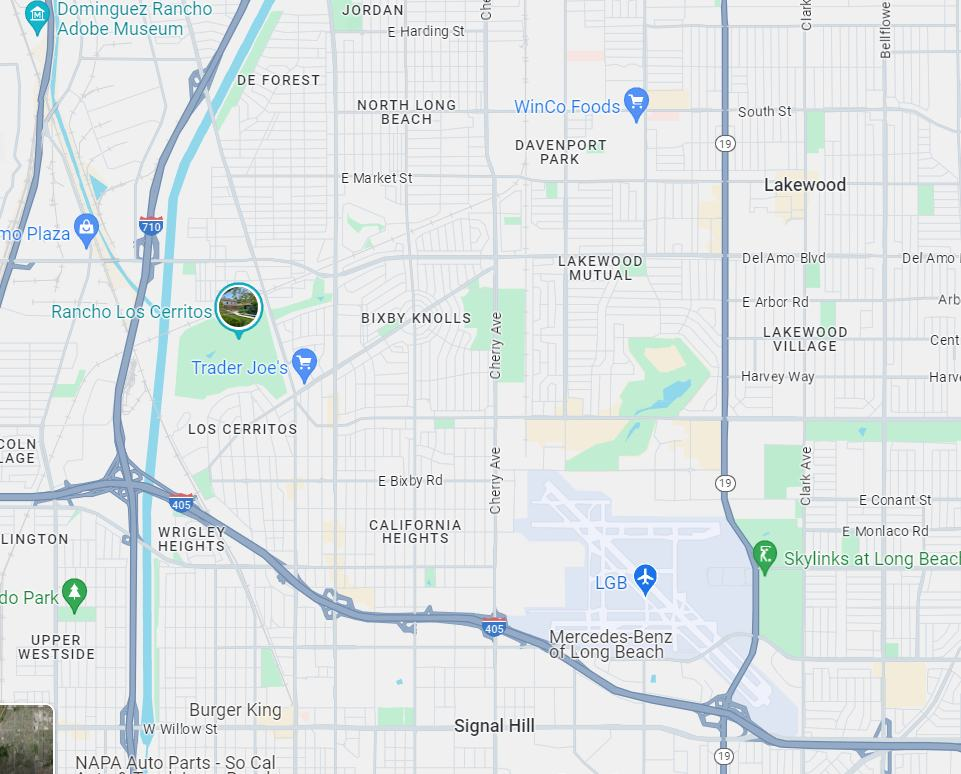 Dominguez Rancho
Adobe Museum
JORDAN
E Harding St
Che
Clark
Bellflowe
DE FOREST
NORTH LONG
BEACH
WinCo Foods
South St
DAVENPORT
PARK
19
E Market St
Lakewood
710
mo Plaza
LAKEWOOD
MUTUAL
Del Amo Blvd
Del Amo
Rancho Los Cerritos
BIXBY KNOLLS
Cherry Ave
E Arbor Rd
Arb
LAKEWOOD
VILLAGE
Cent
Trader Joe's
Harvey Way
Harve
LOS CERRITOS
COLN
LAGE
Cherry Ave
Clark Ave
E Bixby Rd
19
405
E Conant St
WRIGLEY
HEIGHTS
CALIFORNIA
HEIGHTS
E Monlaco Rd
LINGTON
Skylinks at Long Beach
LGB
do Park
405
UPPER
WESTSIDE
Mercedes-Benz
of Long Beach
Burger King
W Willow St
Signal Hill
19
NAPA Auto Parts - So Cal